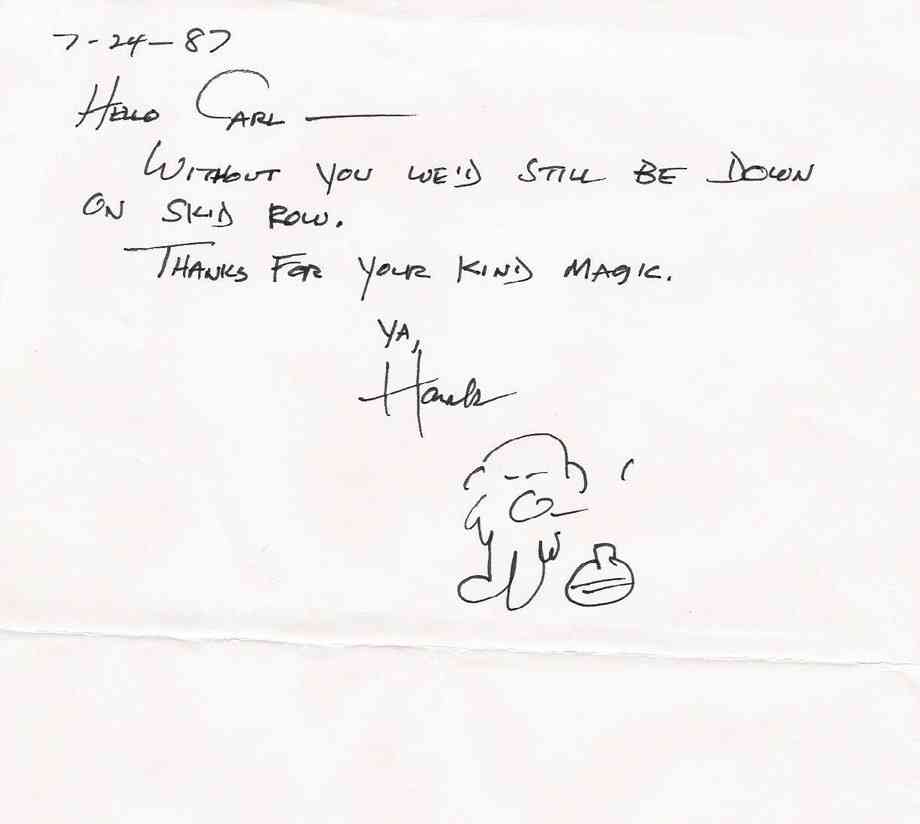 7-24-87
HELLO CARL —
WITHOUT YOU WE'D STILL BE DOWN
ON SKID ROW.
THANKS FOR YOUR KIND MAGIC.
YA,
Hank